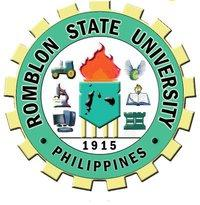 ROMBLON STATE UNIVERSITY
1915
• PHILIPPINES •